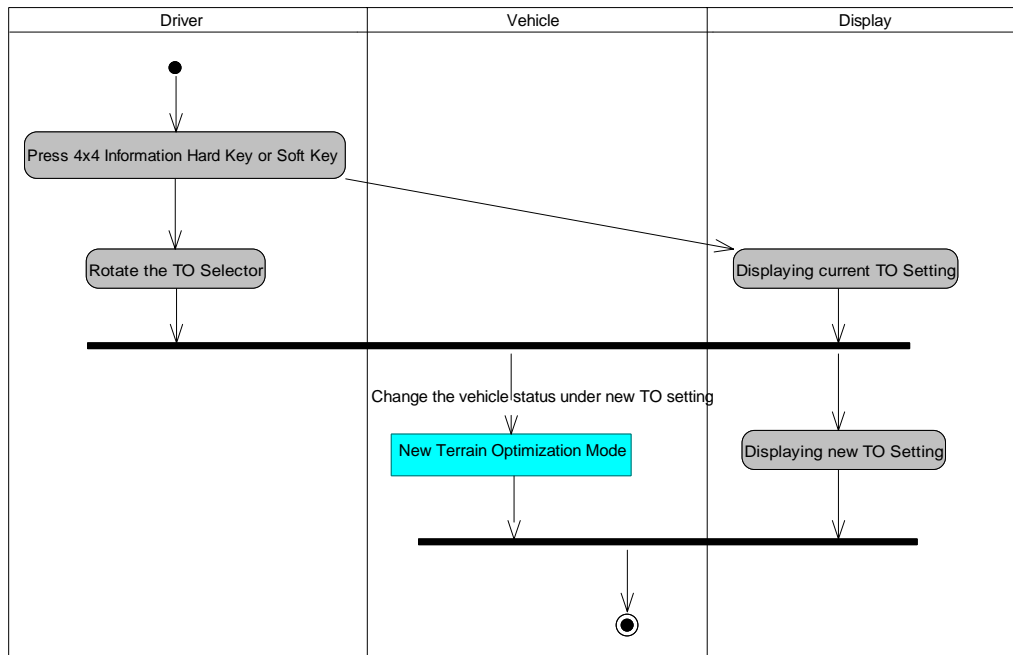 Driver
Vehicle
Display
Press 4x4 Information Hard Key or Soft Key
Rotate the TO Selector
Displaying current TO Setting
Change the vehicle status under new TO setting
New Terrain Optimization Mode
Displaying new TO Setting